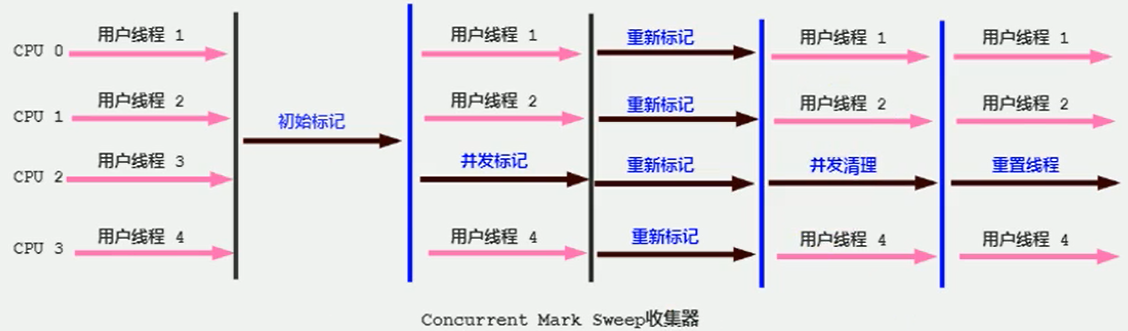 用户线程 1 用户线程 1 重新标记 用户线程 1 用户线程 1
CPU 0
用户线程 2 用户线程 2 重新标记 用户线程 2 用户线程 2
CPU 1
初始标记
用户线程 3 并发标记 重新标记 并发清理 重置线程
CPU 2
用户线程 4 用户线程 4 重新标记 用户线程 4 用户线程 4
CPU 3
Concurrent Mark Sweep收集器